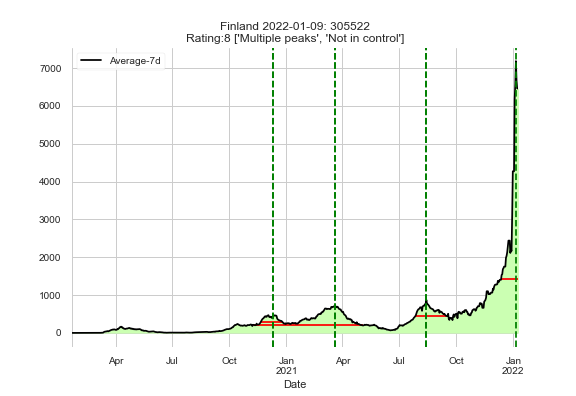 Finland 2022-01-09: 305522
Rating:8 ['Multiple peaks', 'Not in control']
Average-7d
7000
6000
5000
4000
3000
2000
1000
0
Apr Jul Oct Jan Apr Jul Oct Jan
2021 2022
Date